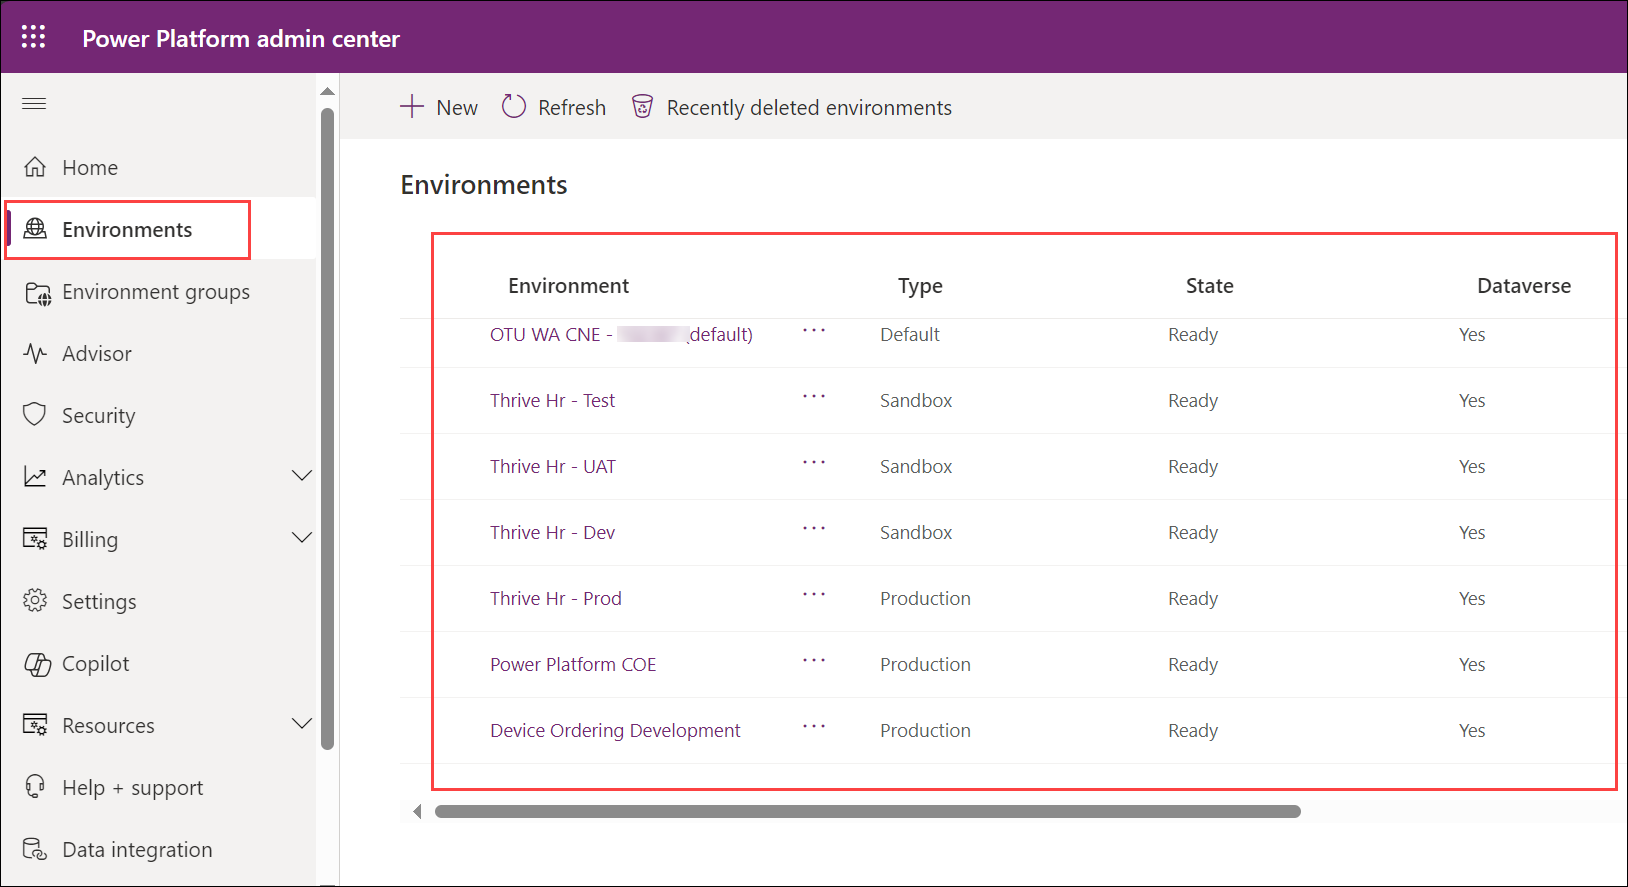 Power Platform admin center
New
Refresh
Recently deleted environments
Home
Environments
Environment groups
Advisor
Security
Analytics
Billing
Settings
Copilot
Resources
Help + support
Data integration
Environments
Environment Type State Dataverse
OTU WA CNE - (default) ··· Default Ready Yes
Thrive Hr - Test ··· Sandbox Ready Yes
Thrive Hr - UAT ··· Sandbox Ready Yes
Thrive Hr - Dev ··· Sandbox Ready Yes
Thrive Hr - Prod ··· Production Ready Yes
Power Platform COE ··· Production Ready Yes
Device Ordering Development ··· Production Ready Yes